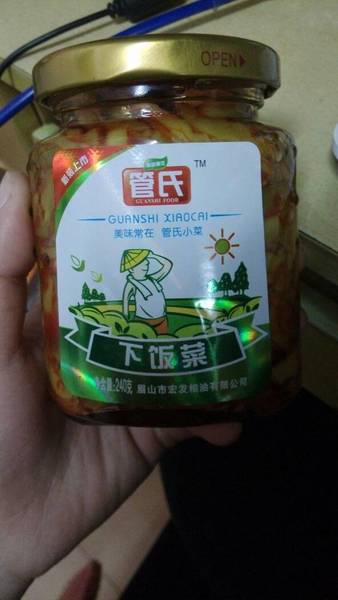 OPEN
新品上市
管氏
TM
GUANSHI FOOD
GUANSHI XIAOCAI
美味常在 管氏小菜
下饭菜
净含量:240克 眉山市宏发粮油有限公司